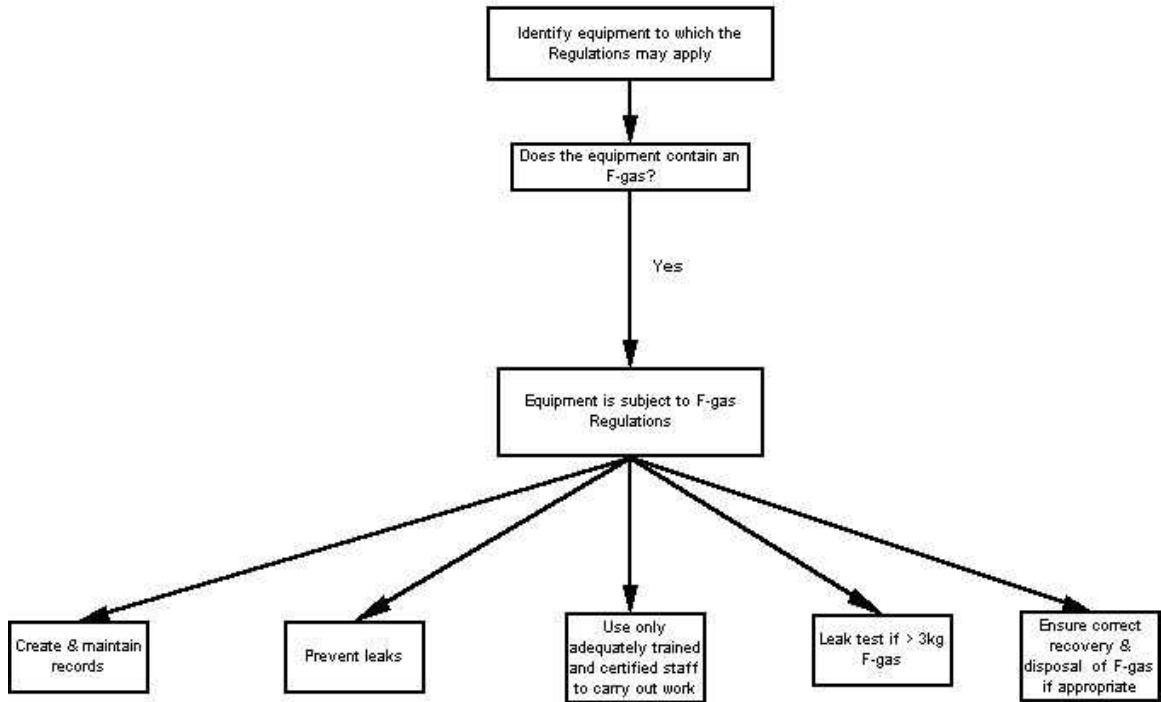 Identify equipment to which the
Regulations may apply
Does the equipment contain an
F-gas?
Yes
Equipment is subject to F-gas
Regulations
Create & maintain
records
Prevent leaks
Use only
adequately trained
and certified staff
to carry out work
Leak test if > 3kg
F-gas
Ensure correct
recovery &
disposal of F-gas
if appropriate